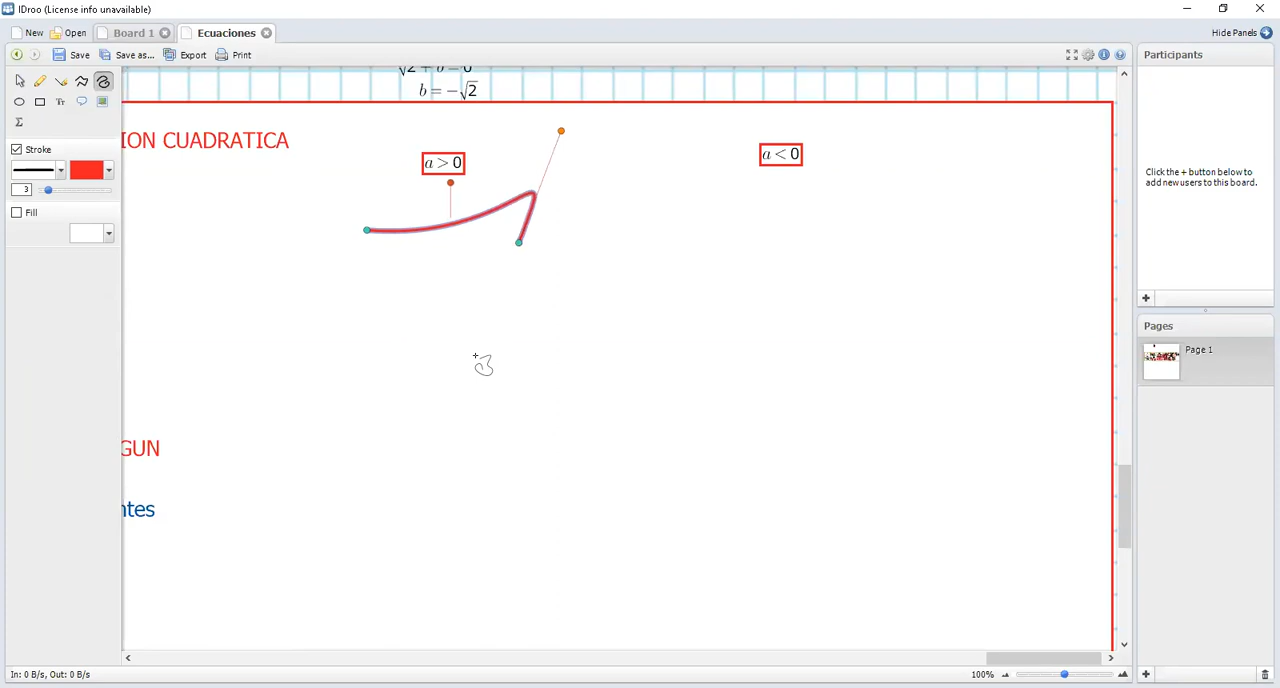 IDroo (License info unavailable)
New Open Board 1 Ecuaciones Hide Panels
Save Save as... Export Print
Participants
b = −√2
ION CUADRATICA
a > 0
a < 0
Stroke
3
Fill
Click the + button below to
add new users to this board.
Pages
Page 1
GUN
ntes
In: 0 B/s, Out: 0 B/s
100%